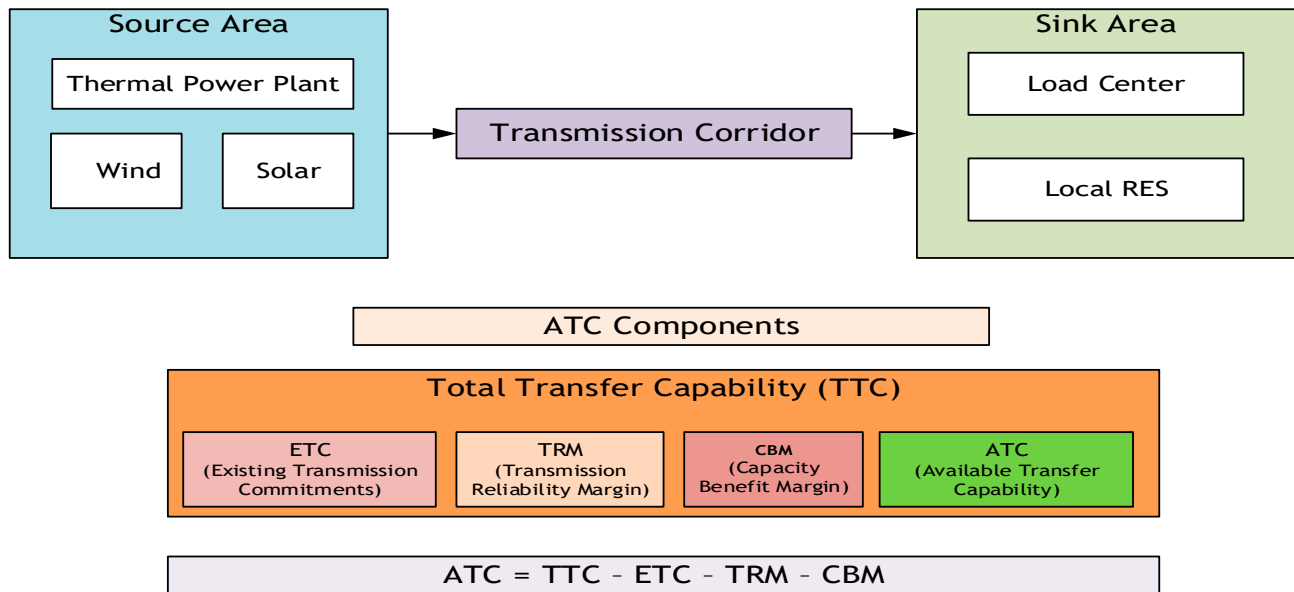 Source Area
Thermal Power Plant
Wind
Solar
Transmission Corridor
Sink Area
Load Center
Local RES
ATC Components
Total Transfer Capability (TTC)
ETC
(Existing Transmission
Commitments)
TRM
(Transmission
Reliability Margin)
CBM
(Capacity
Benefit Margin)
ATC
(Available Transfer
Capability)
ATC = TTC - ETC - TRM - CBM